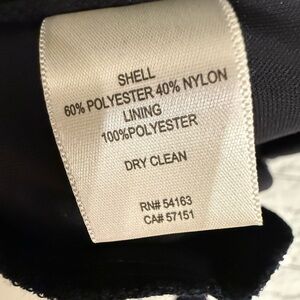 SHELL
60% POLYESTER 40% NYLON
LINING
100%POLYESTER
DRY CLEAN
RN# 54163
CA# 57151